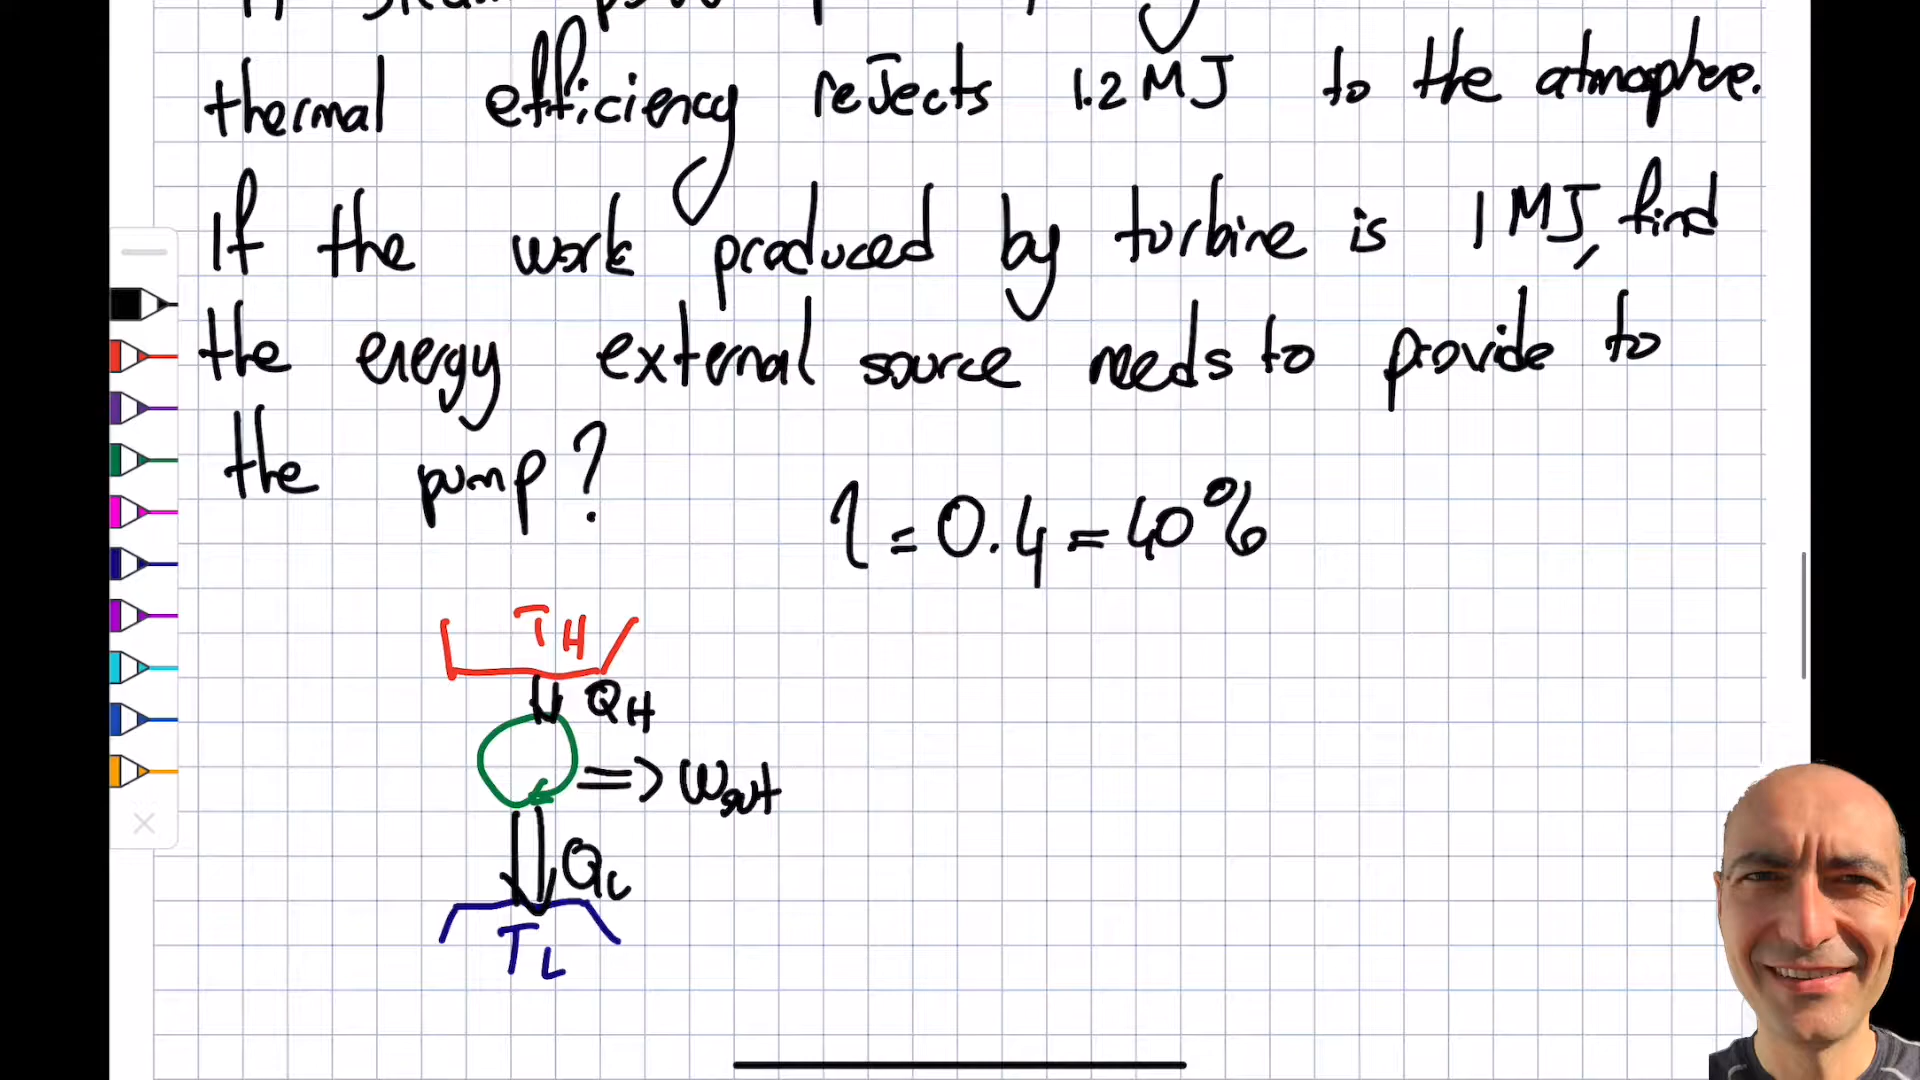 thermal efficiency rejects 1.2 MJ to the atmosphere.
If the work produced by turbine is 1 MJ, find
the energy external source needs to provide to
the pump?
η = 0.4 = 40%
TH
QH
=> Wout
QL
TL